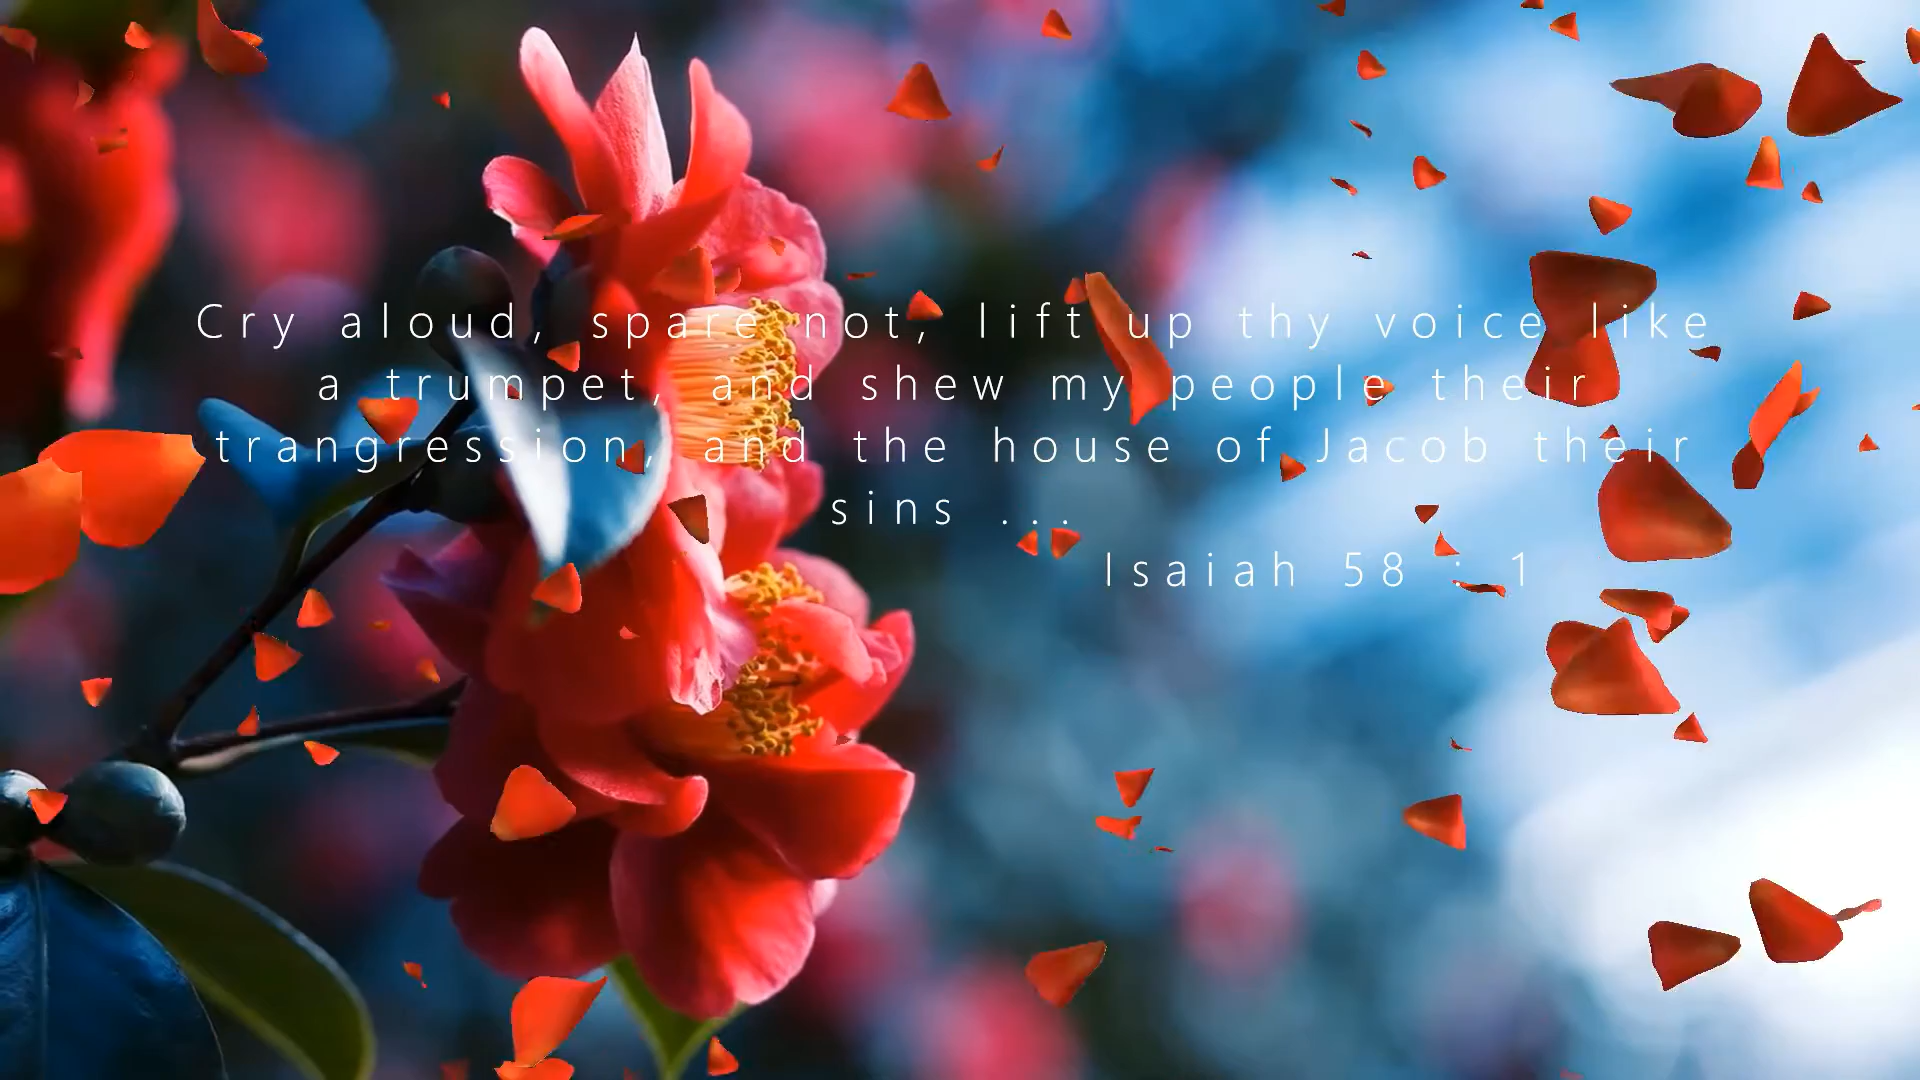 Cry aloud, spare not, lift up thy voice like
a trumpet, and shew my people their
trangression, and the house of Jacob their
sins ...
Isaiah 58 : 1